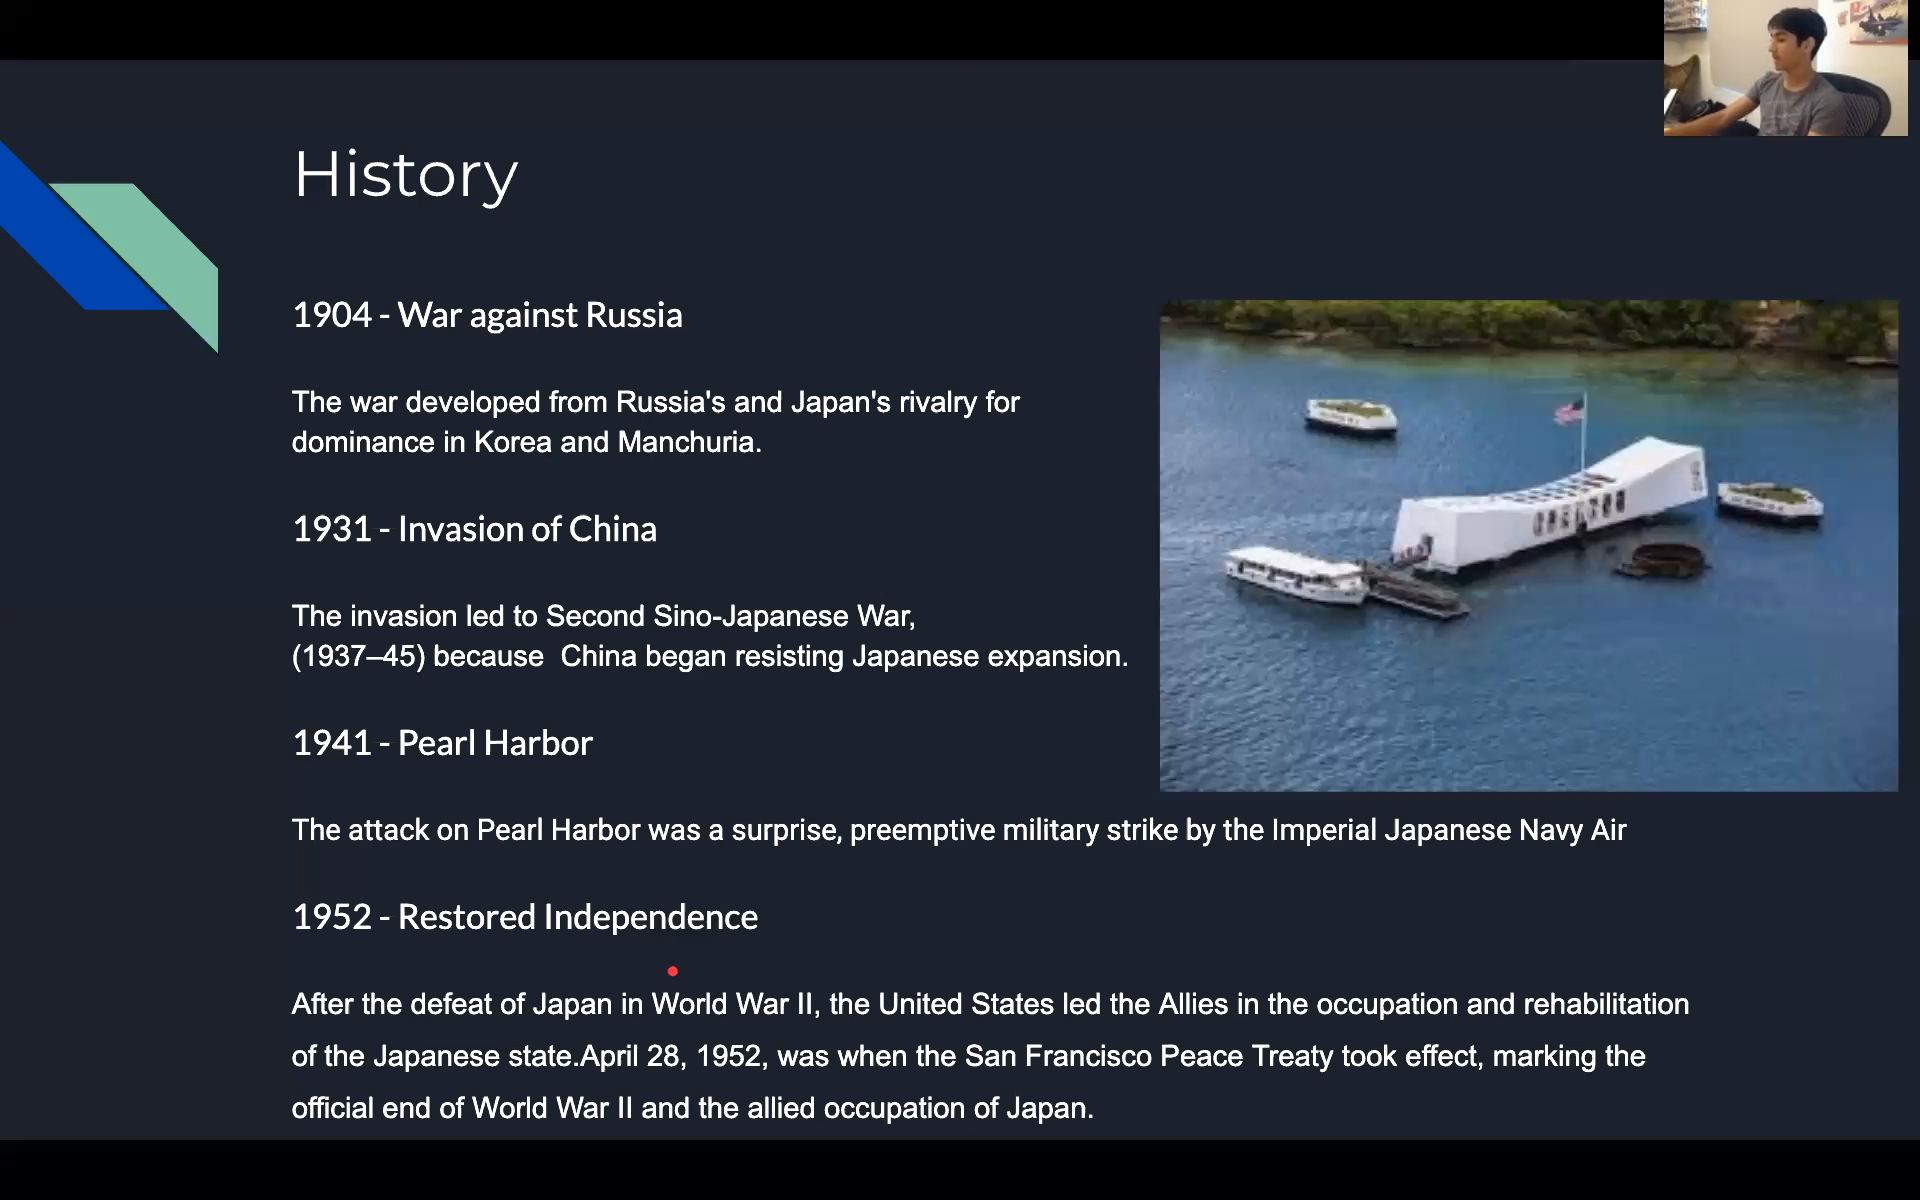 History
1904 - War against Russia
The war developed from Russia's and Japan's rivalry for
dominance in Korea and Manchuria.
1931 - Invasion of China
The invasion led to Second Sino-Japanese War,
(1937–45) because  China began resisting Japanese expansion.
1941 - Pearl Harbor
The attack on Pearl Harbor was a surprise, preemptive military strike by the Imperial Japanese Navy Air
1952 - Restored Independence
After the defeat of Japan in World War II, the United States led the Allies in the occupation and rehabilitation
of the Japanese state.April 28, 1952, was when the San Francisco Peace Treaty took effect, marking the
official end of World War II and the allied occupation of Japan.